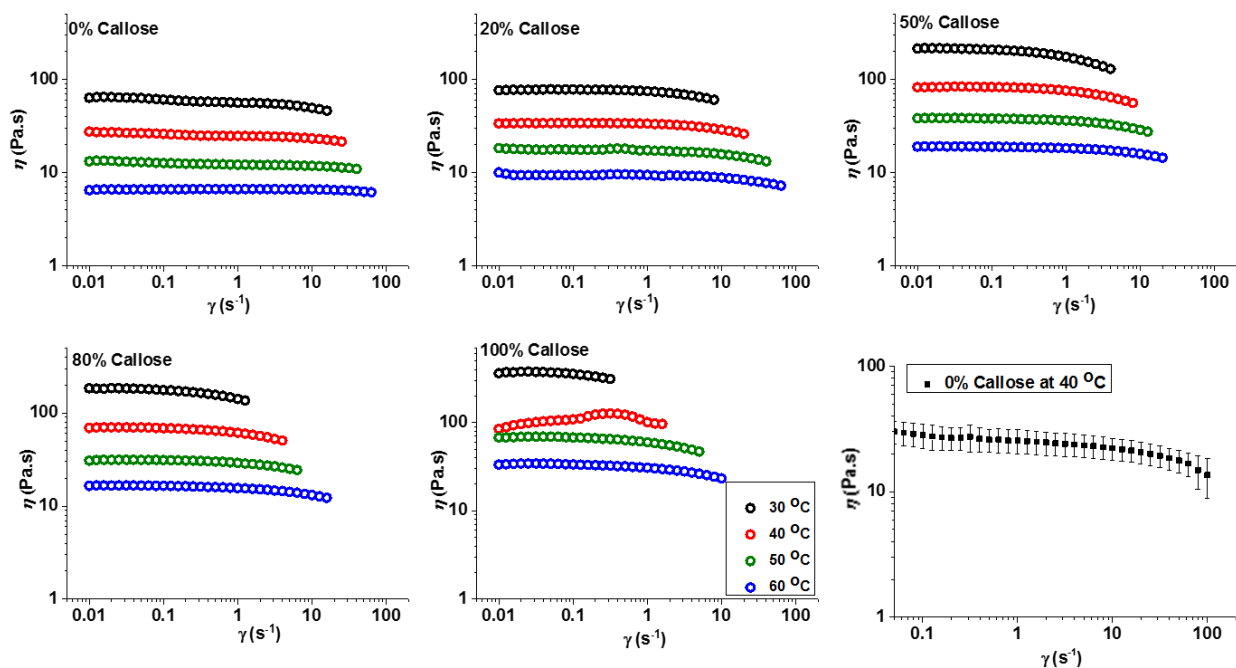 0% Callose
100
10
1
0.01 0.1 1 10 100
η (Pa.s)
γ (s⁻¹)
20% Callose
100
10
1
0.01 0.1 1 10 100
η (Pa.s)
γ (s⁻¹)
50% Callose
100
10
1
0.01 0.1 1 10 100
η (Pa.s)
γ (s⁻¹)
80% Callose
100
10
1
0.01 0.1 1 10 100
η (Pa.s)
γ (s⁻¹)
100% Callose
100
10
1
0.01 0.1 1 10 100
η (Pa.s)
γ (s⁻¹)
30 ᴼC
40 ᴼC
50 ᴼC
60 ᴼC
0% Callose at 40 ᴼC
100
10
1
0.1 1 10 100
η (Pa.s)
γ (s⁻¹)